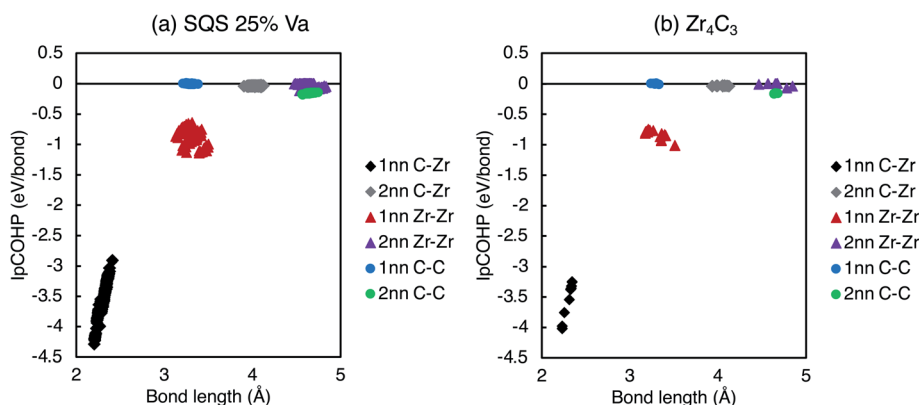 (a) SQS 25% Va
IpCOHP (eV/bond)
0.5
0
-0.5
-1
-1.5
-2
-2.5
-3
-3.5
-4
-4.5
2
3
4
5
Bond length (Å)
1nn C-Zr
2nn C-Zr
1nn Zr-Zr
2nn Zr-Zr
1nn C-C
2nn C-C
(b) Zr₄C₃
IpCOHP (eV/bond)
0.5
0
-0.5
-1
-1.5
-2
-2.5
-3
-3.5
-4
-4.5
2
3
4
5
Bond length (Å)
1nn C-Zr
2nn C-Zr
1nn Zr-Zr
2nn Zr-Zr
1nn C-C
2nn C-C